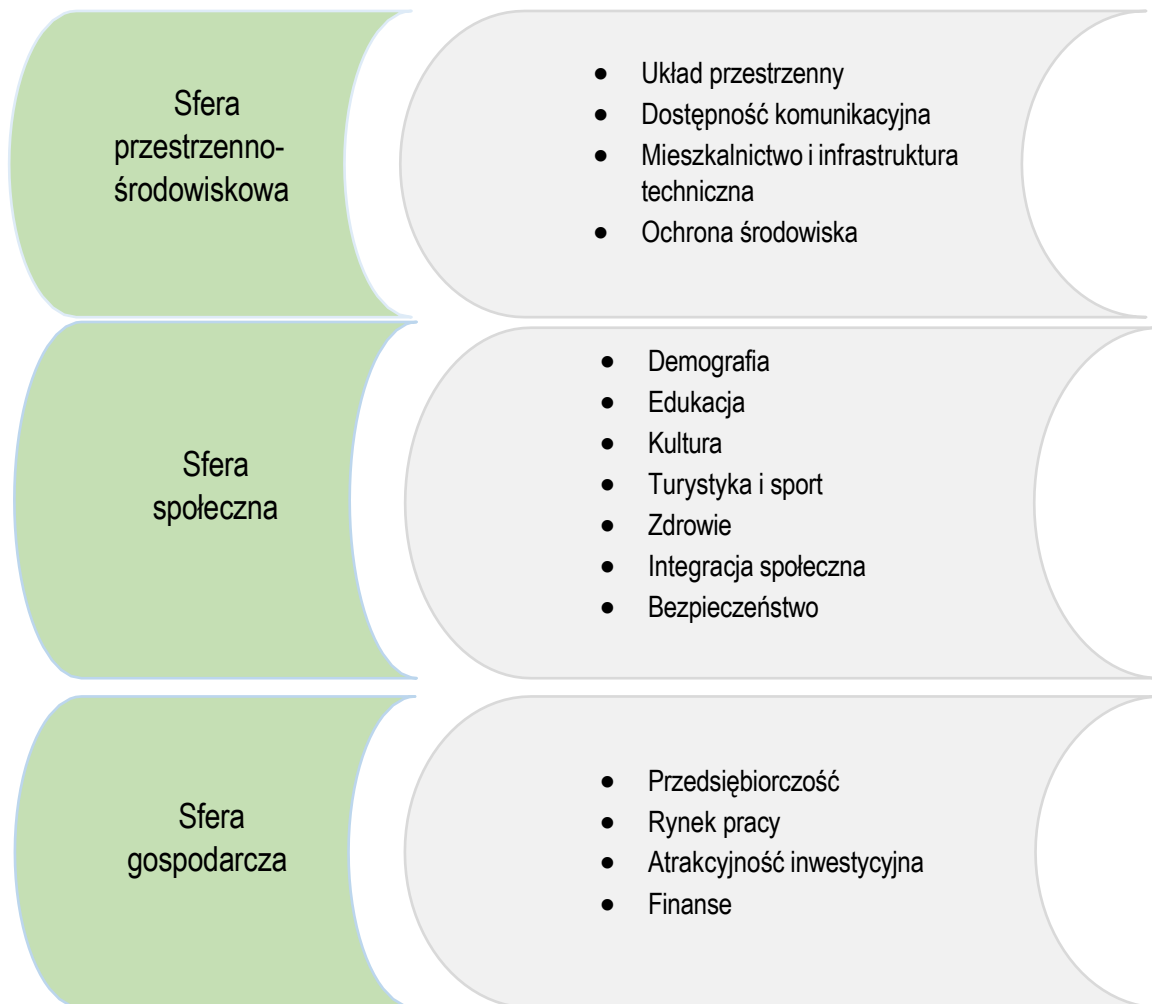 Sfera
przestrzenno-
środowiskowa
• Układ przestrzenny
• Dostępność komunikacyjna
• Mieszkalnictwo i infrastruktura
techniczna
• Ochrona środowiska
Sfera
społeczna
• Demografia
• Edukacja
• Kultura
• Turystyka i sport
• Zdrowie
• Integracja społeczna
• Bezpieczeństwo
Sfera
gospodarcza
• Przedsiębiorczość
• Rynek pracy
• Atrakcyjność inwestycyjna
• Finanse